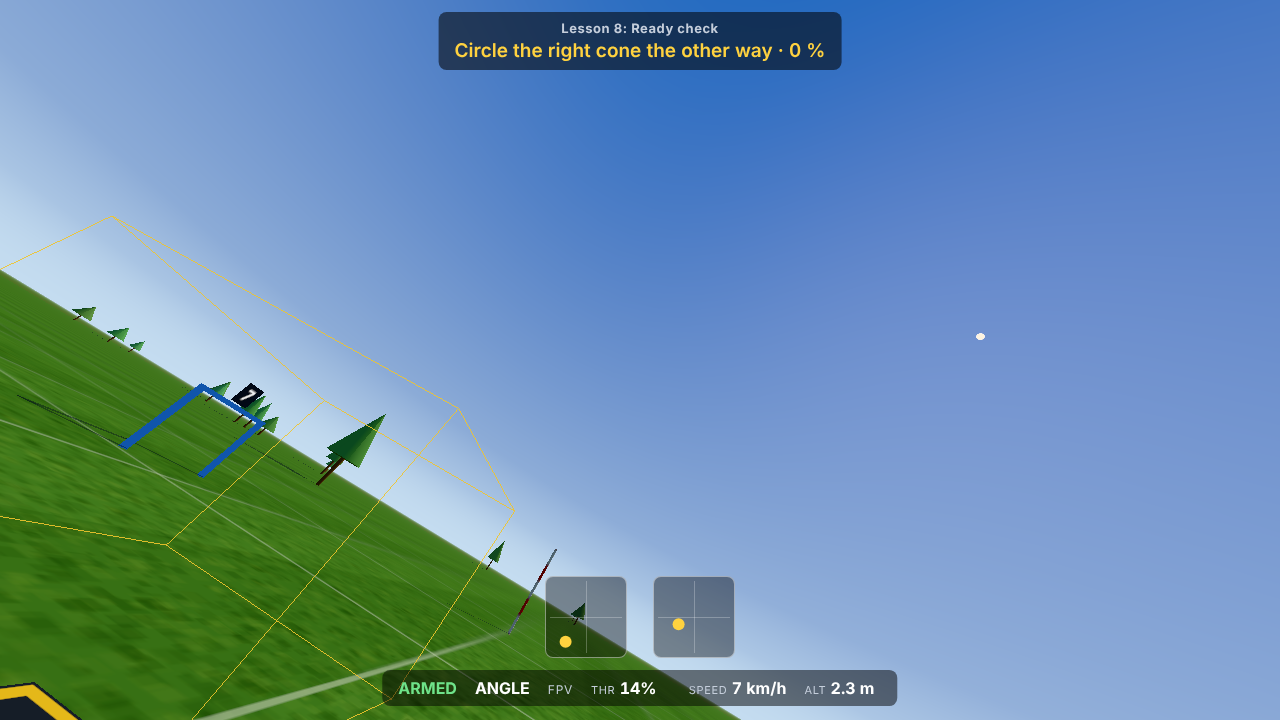 Lesson 8: Ready check
Circle the right cone the other way · 0 %
7
ARMED ANGLE FPV THR 14% SPEED 7 km/h ALT 2.3 m